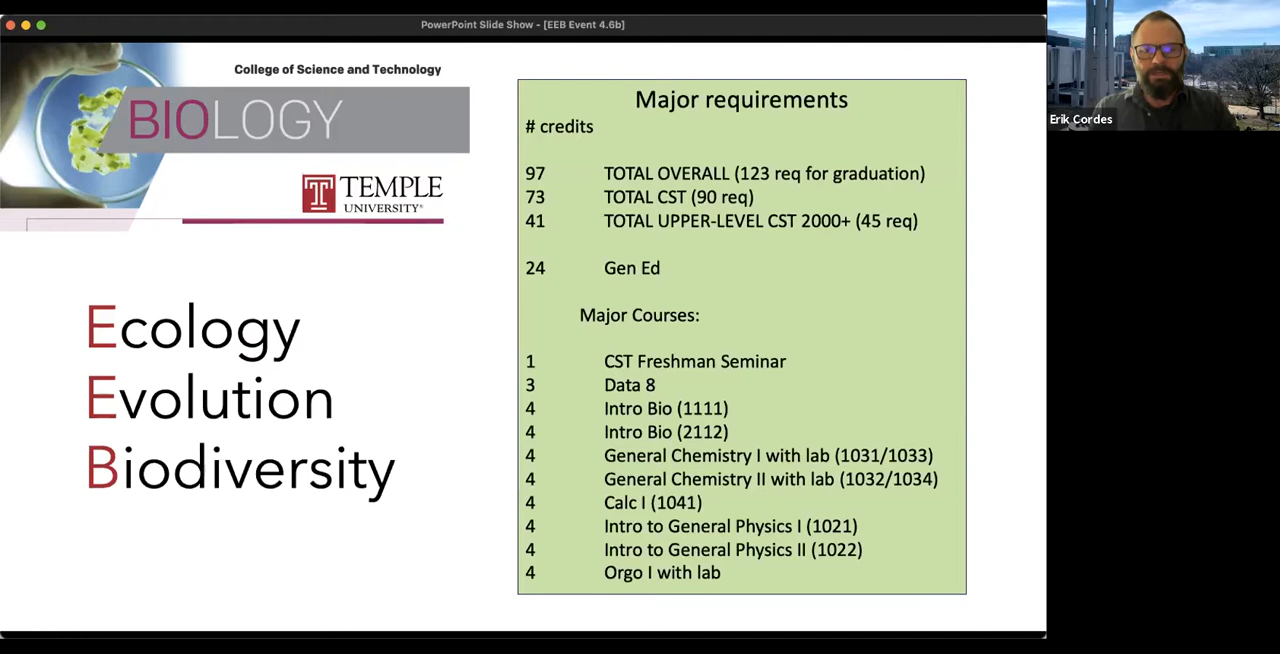 PowerPoint Slide Show - [EEB Event 4.6b]
College of Science and Technology
BIOLOGY
T TEMPLE
UNIVERSITY®
Ecology
Evolution
Biodiversity
Major requirements
# credits
97 TOTAL OVERALL (123 req for graduation)
73 TOTAL CST (90 req)
41 TOTAL UPPER-LEVEL CST 2000+ (45 req)
24 Gen Ed
Major Courses:
1 CST Freshman Seminar
3 Data 8
4 Intro Bio (1111)
4 Intro Bio (2112)
4 General Chemistry I with lab (1031/1033)
4 General Chemistry II with lab (1032/1034)
4 Calc I (1041)
4 Intro to General Physics I (1021)
4 Intro to General Physics II (1022)
4 Orgo I with lab
Erik Cordes